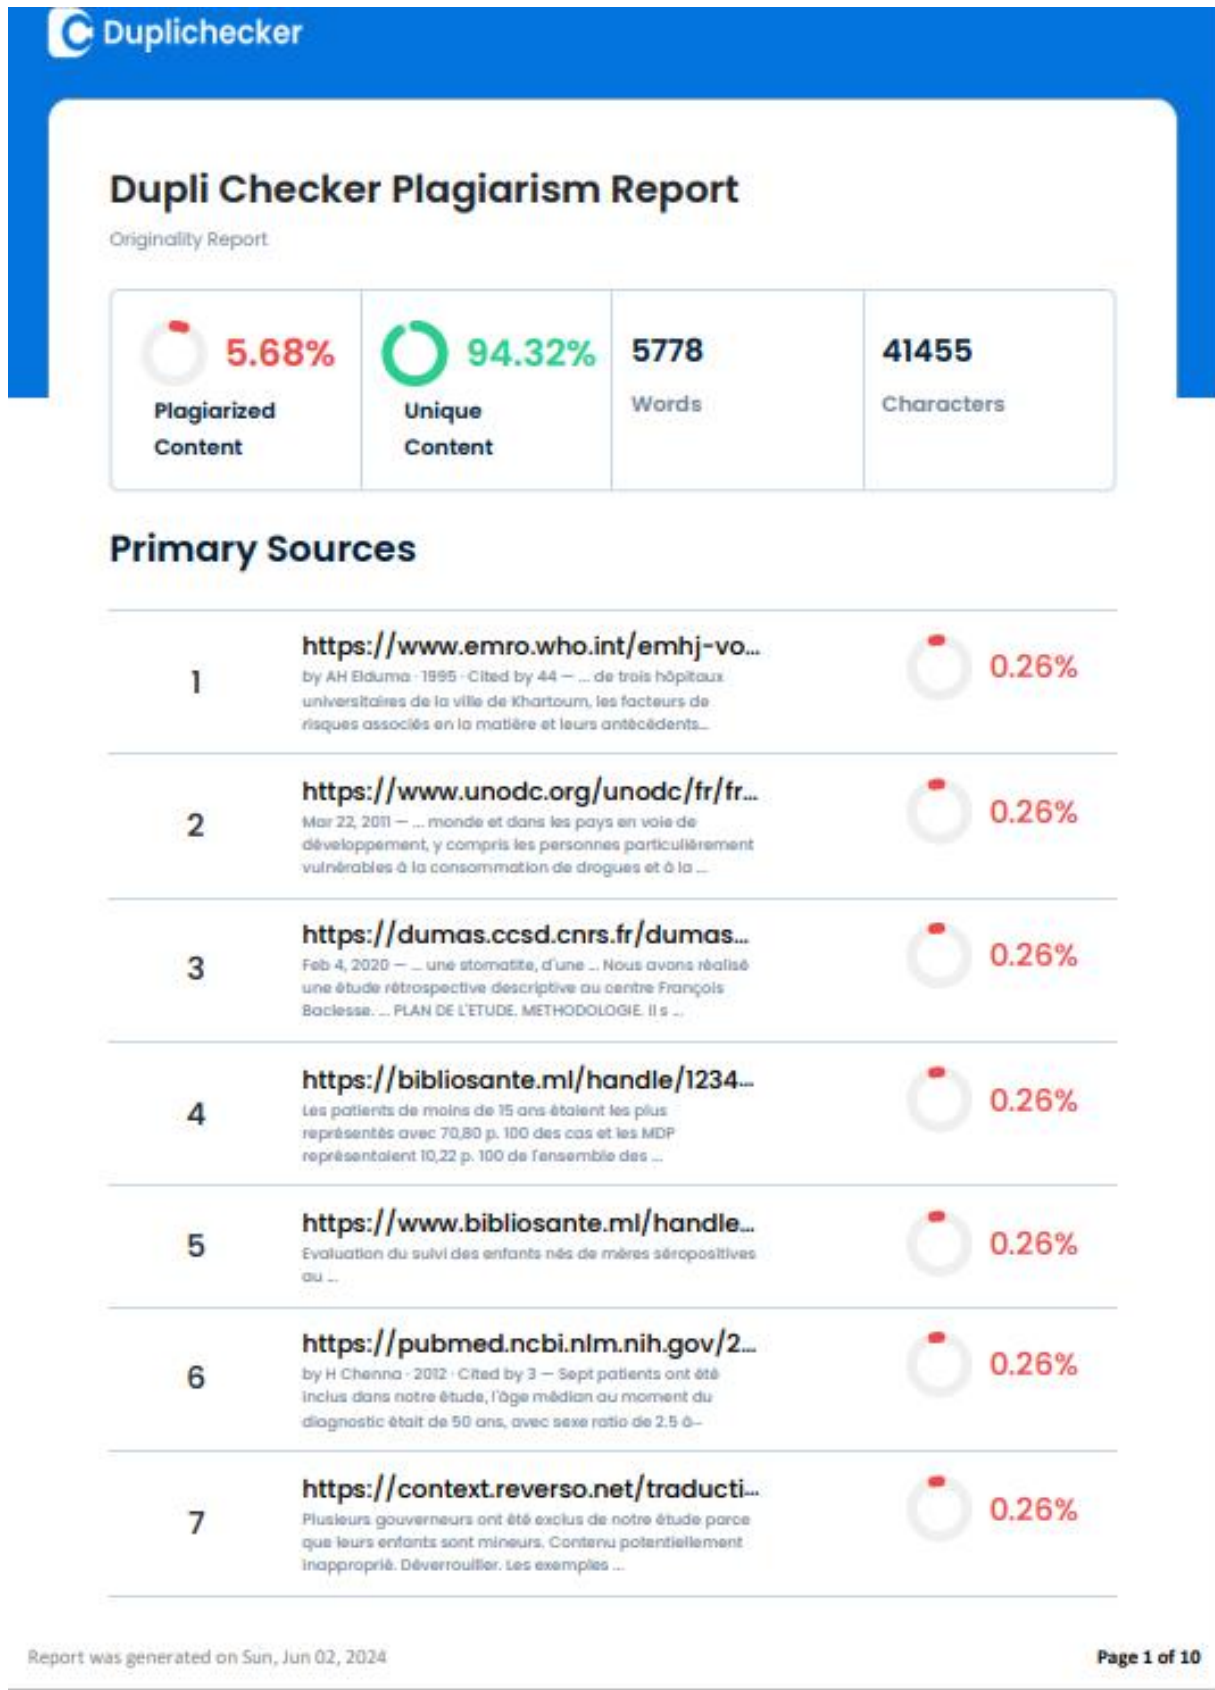 Duplichecker
Dupli Checker Plagiarism Report
Originality Report
5.68%
Plagiarized
Content
94.32%
Unique
Content
5778
Words
41455
Characters
Primary Sources
1
https://www.emro.who.int/emhj-vo...
by AH Elduma · 1995 · Cited by 44 — ... de trois hôpitaux
universitaires de la ville de Khartoum, les facteurs de
risques associés en la matière et leurs antécédents...
0.26%
2
https://www.unodc.org/unodc/fr/fr...
Mar 22, 2011 — ... monde et dans les pays en voie de
développement, y compris les personnes particulièrement
vulnérables à la consommation de drogues et à la ...
0.26%
3
https://dumas.ccsd.cnrs.fr/dumas...
Feb 4, 2020 — ... une stomatite, d'une ... Nous avons réalisé
une étude rétrospective descriptive au centre François
Baclesse. ... PLAN DE L'ETUDE. METHODOLOGIE. Il s ...
0.26%
4
https://bibliosante.ml/handle/1234...
Les patients de moins de 15 ans étaient les plus
représentés avec 70,80 p. 100 des cas et les MDP
représentaient 10,22 p. 100 de l'ensemble des ...
0.26%
5
https://www.bibliosante.ml/handle...
Evaluation du suivi des enfants nés de mères séropositives
au ...
0.26%
6
https://pubmed.ncbi.nlm.nih.gov/2...
by H Chenna · 2012 · Cited by 3 — Sept patients ont été
inclus dans notre étude, l'âge médian au moment du
diagnostic était de 50 ans, avec sexe ratio de 2.5 à...
0.26%
7
https://context.reverso.net/traducti...
Plusieurs gouverneurs ont été exclus de notre étude parce
que leurs enfants sont mineurs. Contenu potentiellement
inapproprié. Déverrouiller. Les exemples ...
0.26%
Report was generated on Sun, Jun 02, 2024
Page 1 of 10